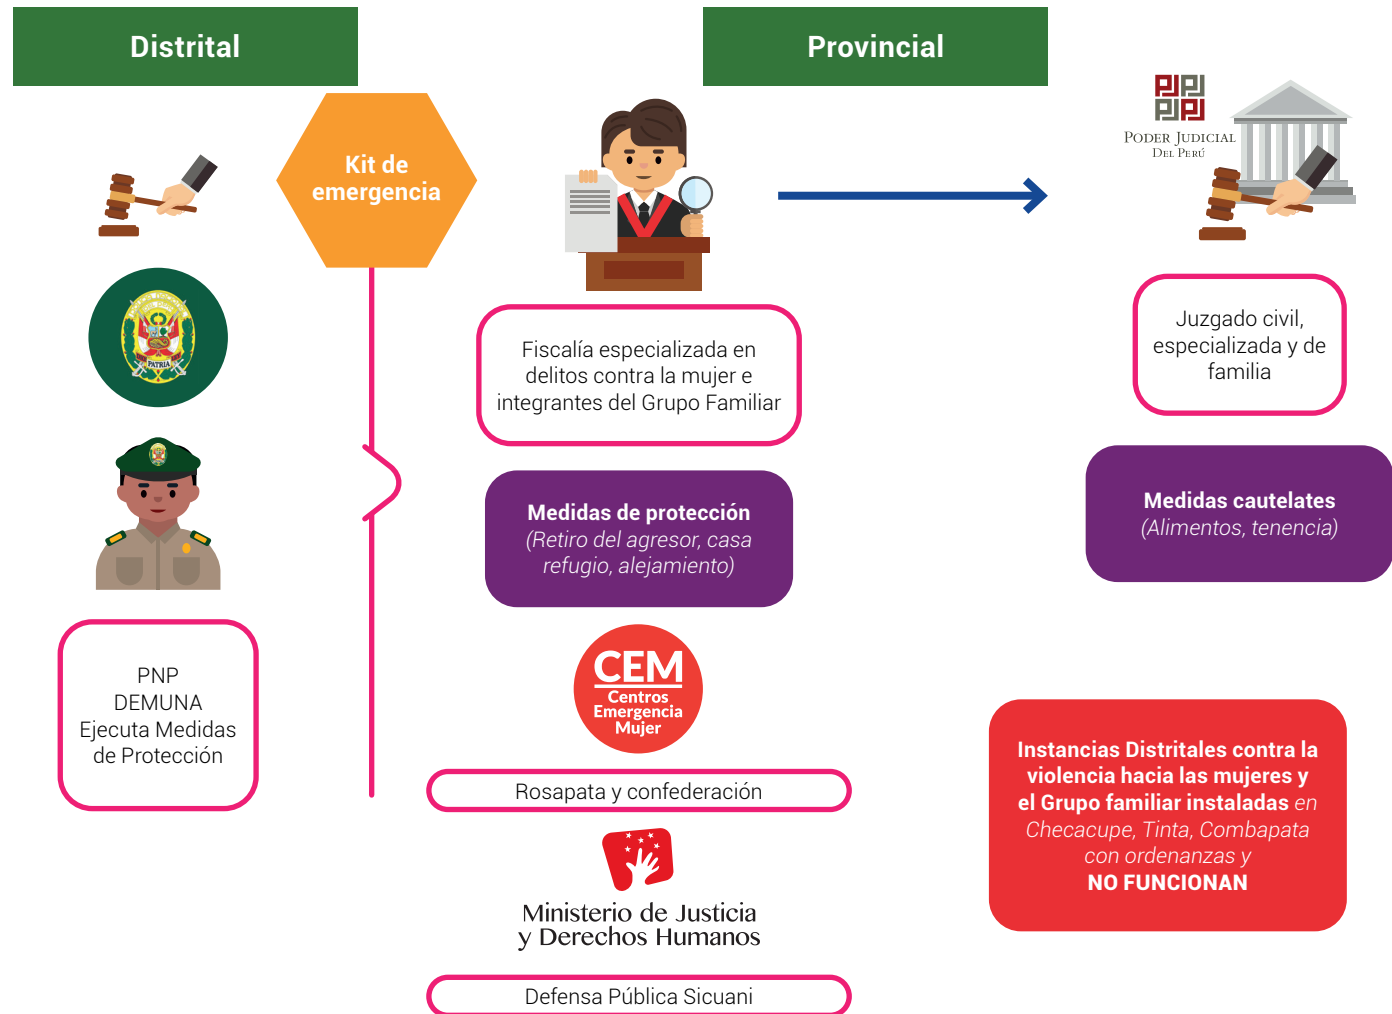 Distrital
Provincial
Kit de
emergencia
PODER JUDICIAL
DEL PERÚ
PATRIA
PNP
DEMUNA
Ejecuta Medidas
de Protección
Fiscalía especializada en
delitos contra la mujer e
integrantes del Grupo Familiar
Medidas de protección
(Retiro del agresor, casa
refugio, alejamiento)
CEM
Centros
Emergencia
Mujer
Rosapata y confederación
Ministerio de Justicia
y Derechos Humanos
Defensa Pública Sicuani
Juzgado civil,
especializada y de
familia
Medidas cautelates
(Alimentos, tenencia)
Instancias Distritales contra la
violencia hacia las mujeres y
el Grupo familiar instaladas en
Checacupe, Tinta, Combapata
con ordenanzas y
NO FUNCIONAN